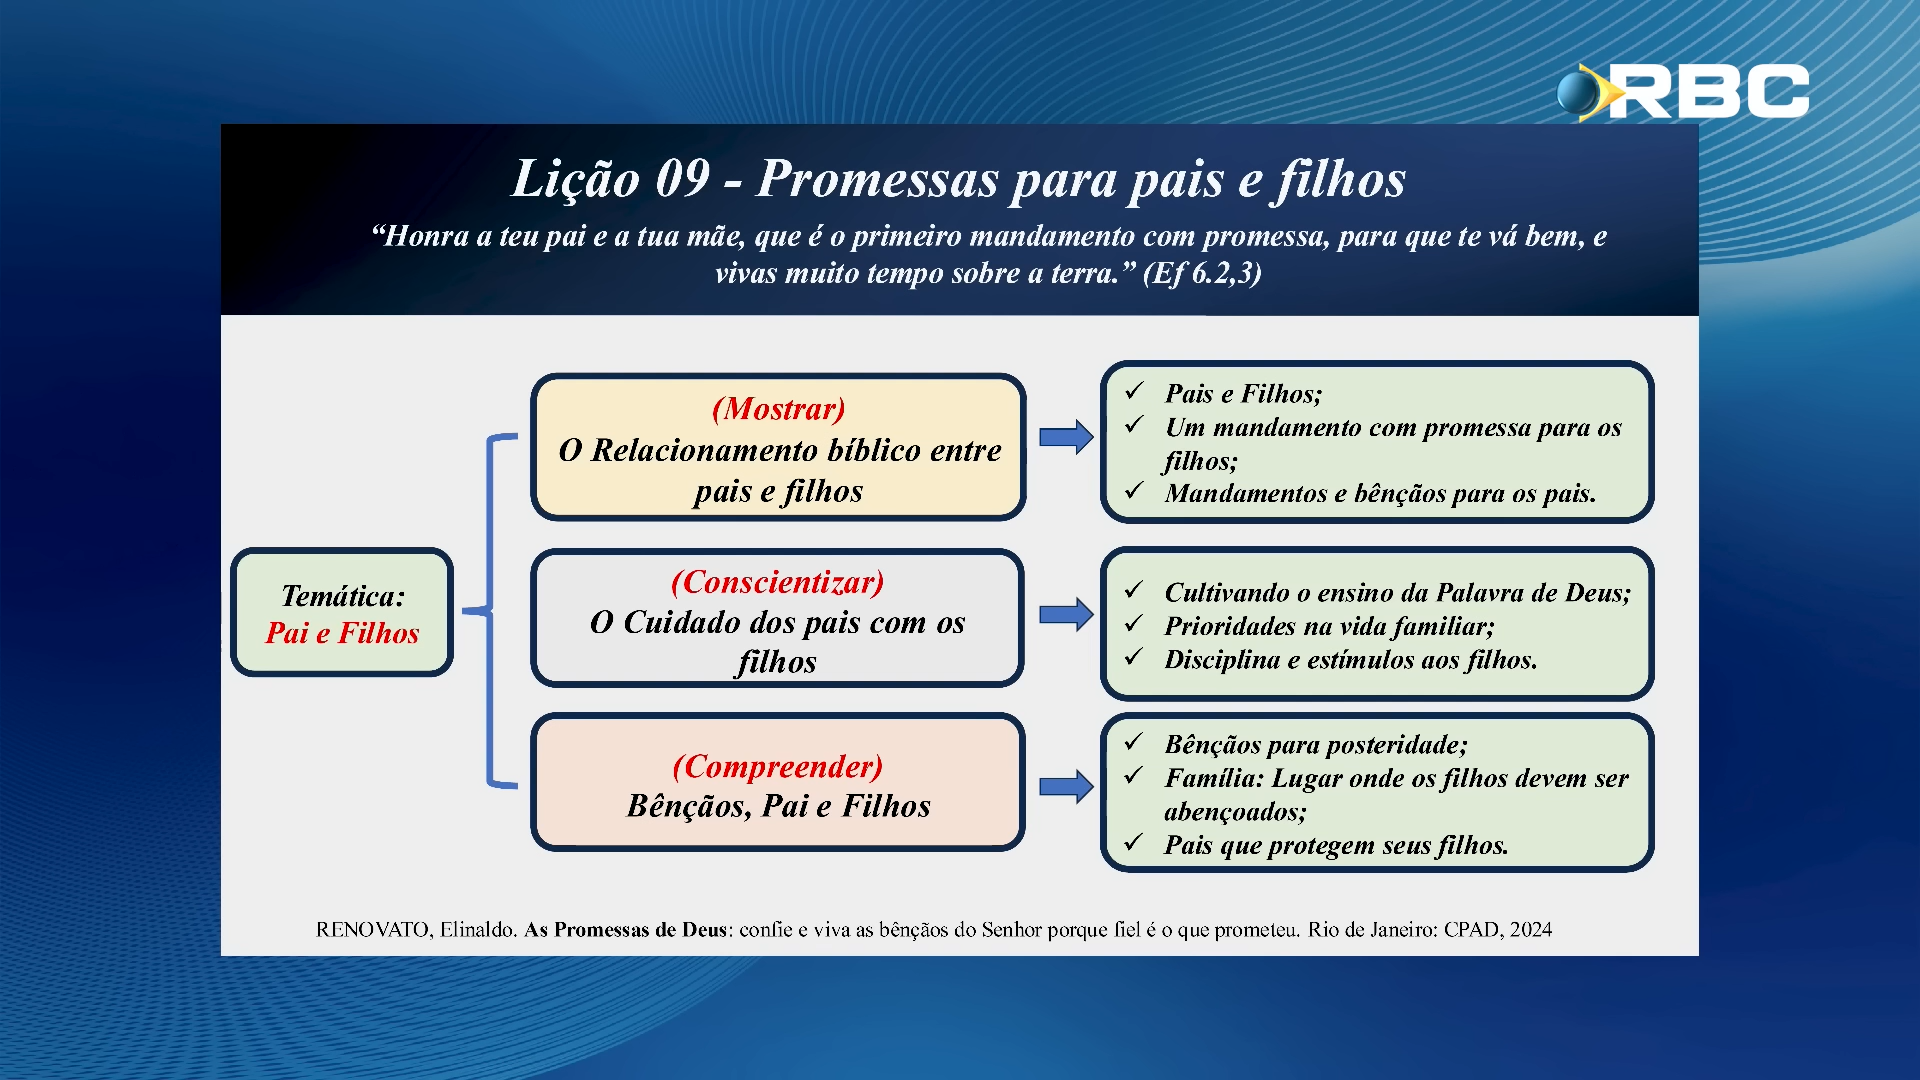 RBC
Lição 09 - Promessas para pais e filhos
“Honra a teu pai e a tua mãe, que é o primeiro mandamento com promessa, para que te vá bem, e
vivas muito tempo sobre a terra.” (Ef 6.2,3)
Temática:
Pai e Filhos
(Mostrar)
O Relacionamento bíblico entre
pais e filhos
✓ Pais e Filhos;
✓ Um mandamento com promessa para os
filhos;
✓ Mandamentos e bênçãos para os pais.
(Conscientizar)
O Cuidado dos pais com os
filhos
✓ Cultivando o ensino da Palavra de Deus;
✓ Prioridades na vida familiar;
✓ Disciplina e estímulos aos filhos.
(Compreender)
Bênçãos, Pai e Filhos
✓ Bênçãos para posteridade;
✓ Família: Lugar onde os filhos devem ser
abençoados;
✓ Pais que protegem seus filhos.
RENOVATO, Elinaldo. As Promessas de Deus: confie e viva as bênçãos do Senhor porque fiel é o que prometeu. Rio de Janeiro: CPAD, 2024